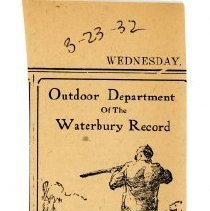 3-23-32
WEDNESDAY,
Outdoor Department
Of The
Waterbury Record